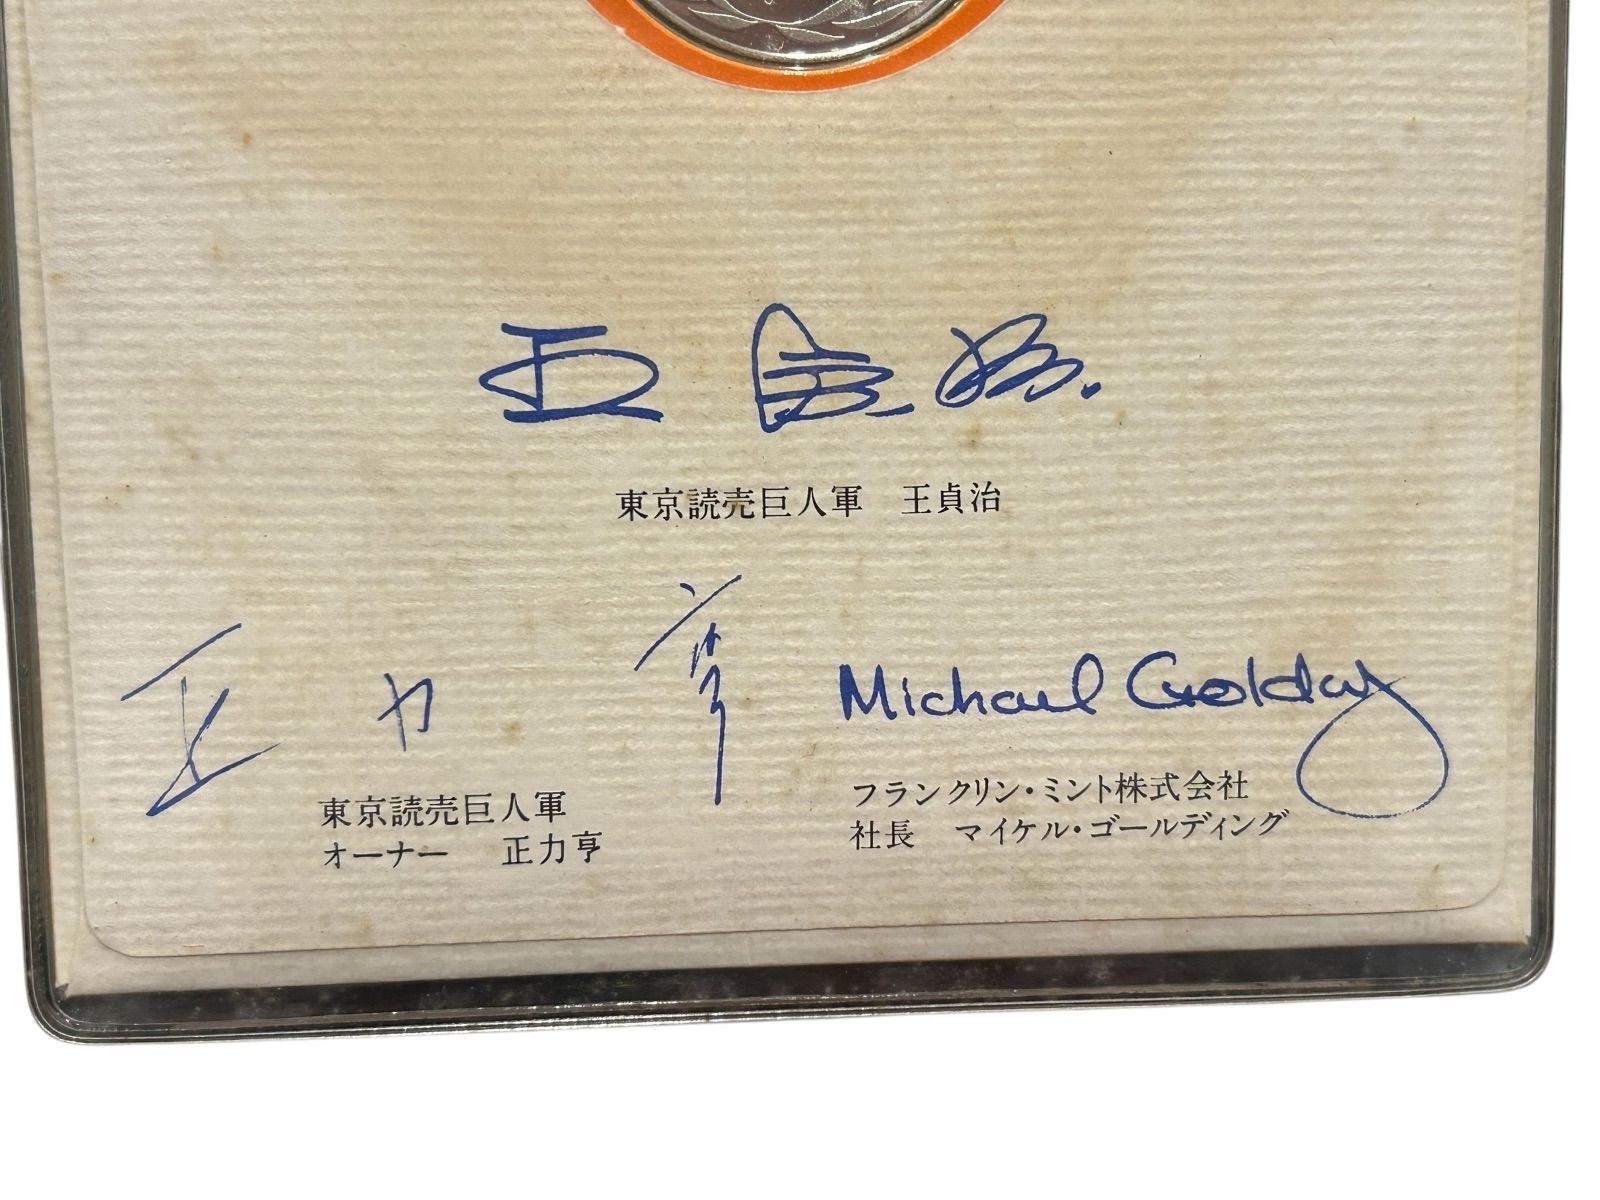 王貞治
東京読売巨人軍　王貞治
正力亨
Michael Golding
東京読売巨人軍
オーナー　正力亨
フランクリン・ミント株式会社
社長　マイケル・ゴールディング